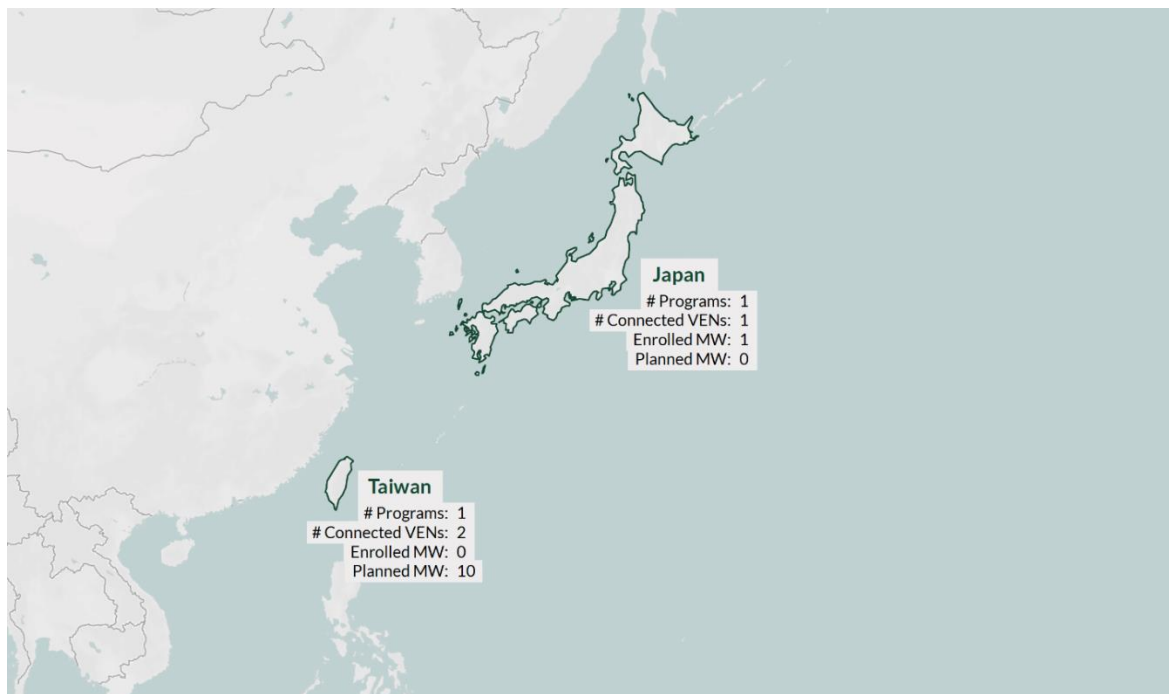 Japan
# Programs: 1
# Connected VENs: 1
Enrolled MW: 1
Planned MW: 0
Taiwan
# Programs: 1
# Connected VENs: 2
Enrolled MW: 0
Planned MW: 10